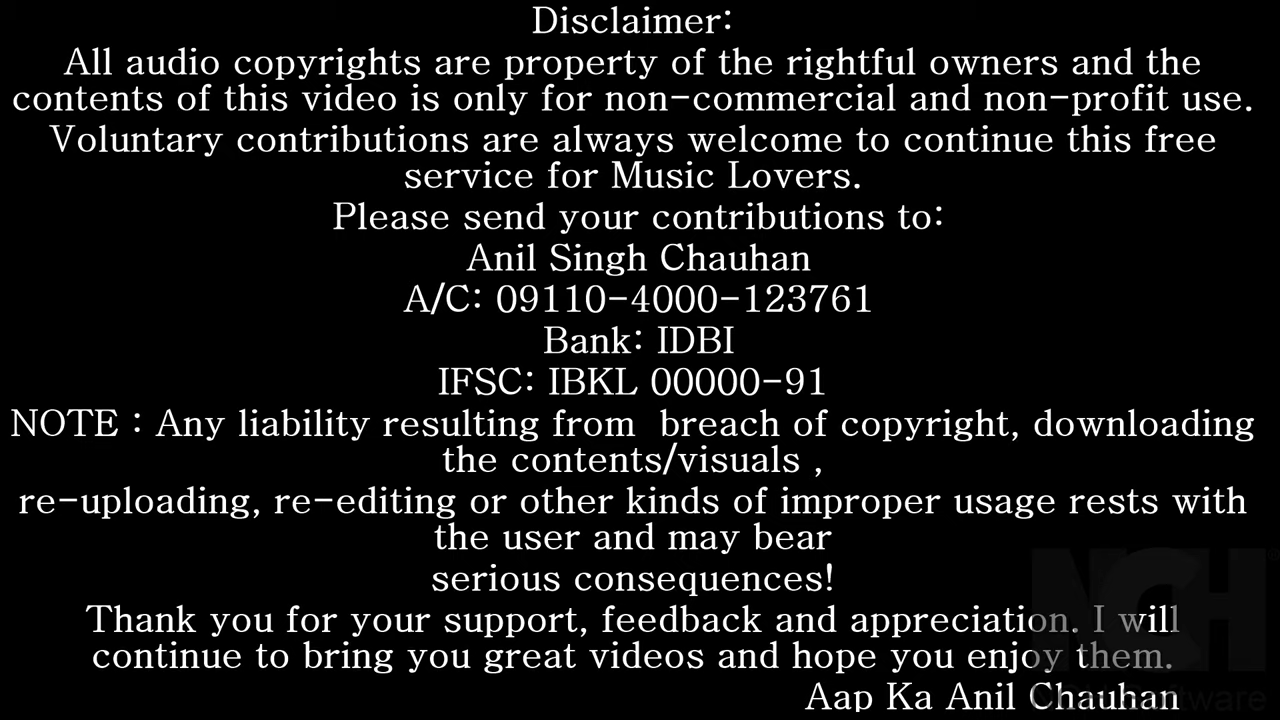 Disclaimer:
All audio copyrights are property of the rightful owners and the
contents of this video is only for non-commercial and non-profit use.
Voluntary contributions are always welcome to continue this free
service for Music Lovers.
Please send your contributions to:
Anil Singh Chauhan
A/C: 09110-4000-123761
Bank: IDBI
IFSC: IBKL 00000-91
NOTE : Any liability resulting from  breach of copyright, downloading
the contents/visuals ,
re-uploading, re-editing or other kinds of improper usage rests with
the user and may bear
serious consequences!
Thank you for your support, feedback and appreciation. I will
continue to bring you great videos and hope you enjoy them.
Aap Ka Anil Chauhan
NCH
NCH Software